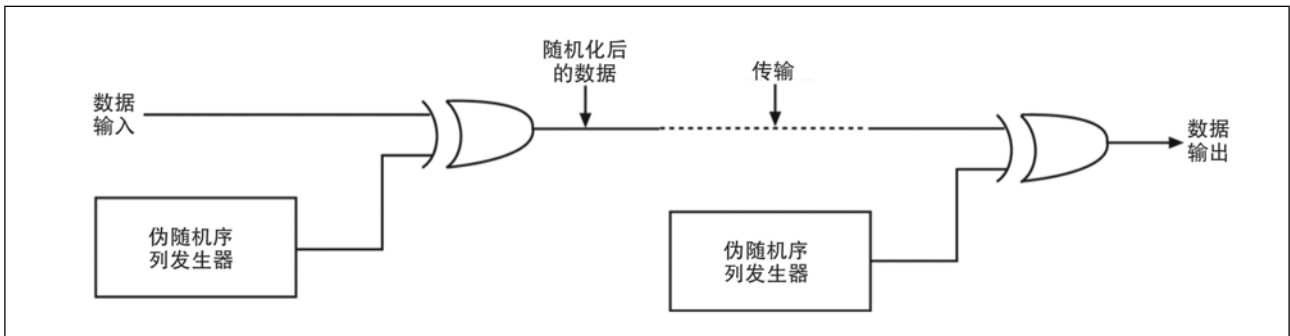 随机化后
的数据
传输
数据
输入
数据
输出
伪随机序
列发生器
伪随机序
列发生器